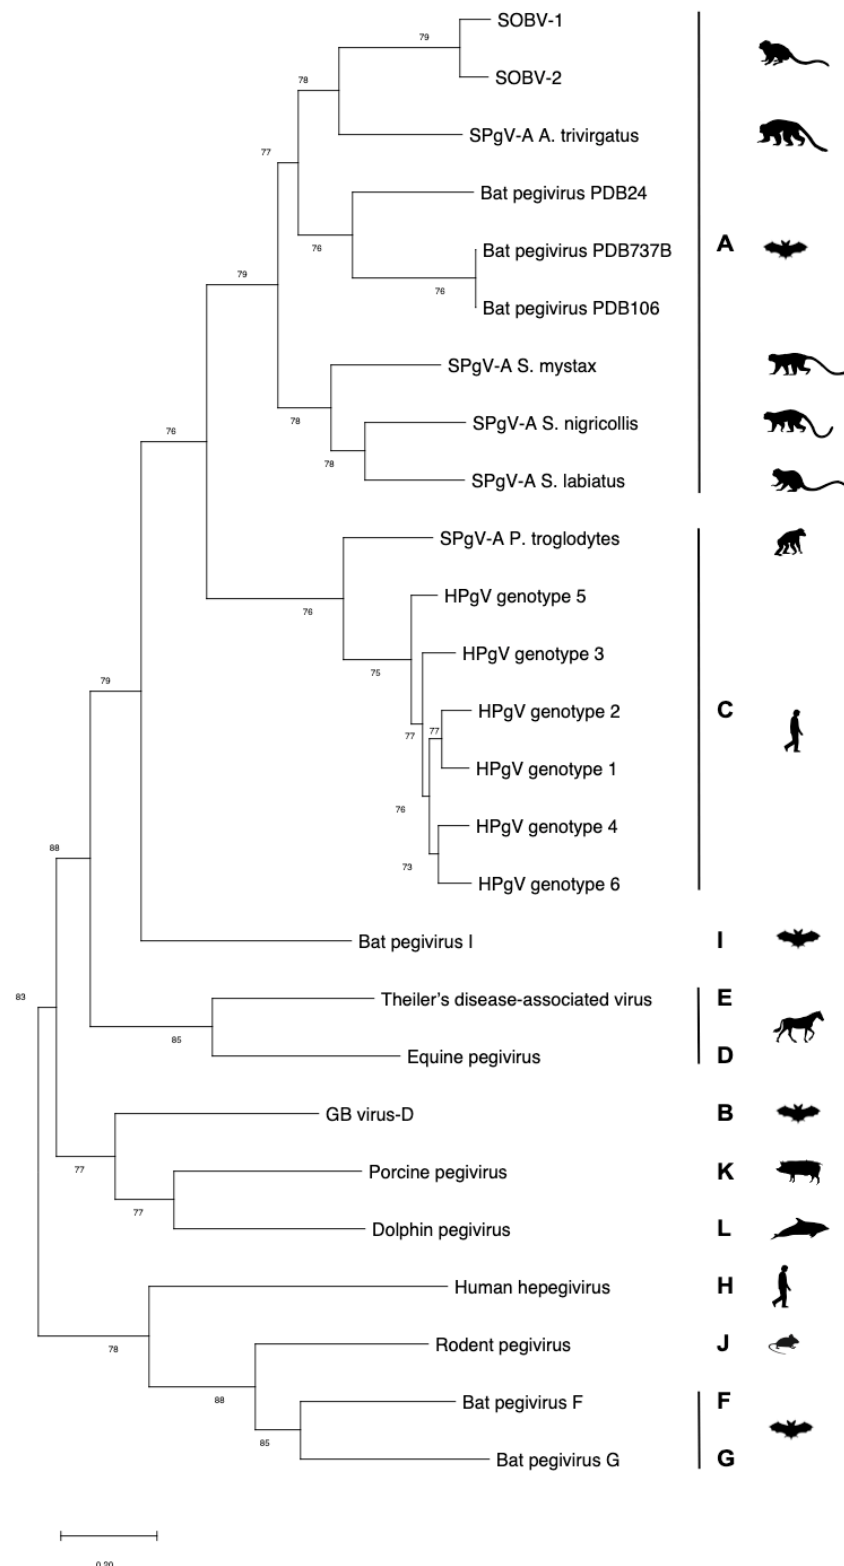 79
SOBV-1
SOBV-2
78
SPgV-A A. trivirgatus
77
Bat pegivirus PDB24
76
Bat pegivirus PDB737B
A
79
76
Bat pegivirus PDB106
SPgV-A S. mystax
78
SPgV-A S. nigricollis
76
78
SPgV-A S. labiatus
SPgV-A P. troglodytes
76
HPgV genotype 5
HPgV genotype 3
75
79
HPgV genotype 2
C
77
77
HPgV genotype 1
76
HPgV genotype 4
73
88
HPgV genotype 6
Bat pegivirus I
I
83
Theiler’s disease-associated virus
E
85
Equine pegivirus
D
GB virus-D
B
77
Porcine pegivirus
K
77
Dolphin pegivirus
L
Human hepegivirus
H
78
Rodent pegivirus
J
88
Bat pegivirus F
F
85
Bat pegivirus G
G
0.20